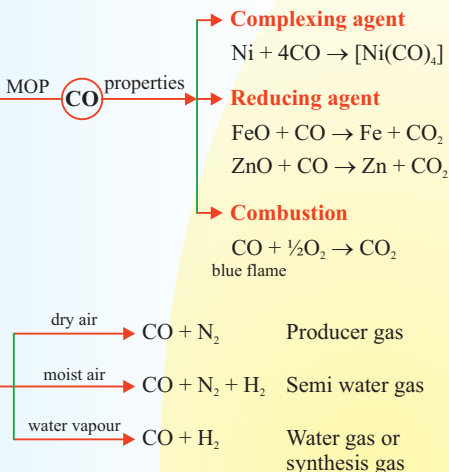 Complexing agent
Ni + 4CO → [Ni(CO)₄]
MOP CO properties
Reducing agent
FeO + CO → Fe + CO₂
ZnO + CO → Zn + CO₂
Combustion
CO + ½O₂ → CO₂
blue flame
dry air CO + N₂ Producer gas
moist air CO + N₂ + H₂ Semi water gas
water vapour CO + H₂ Water gas or
synthesis gas